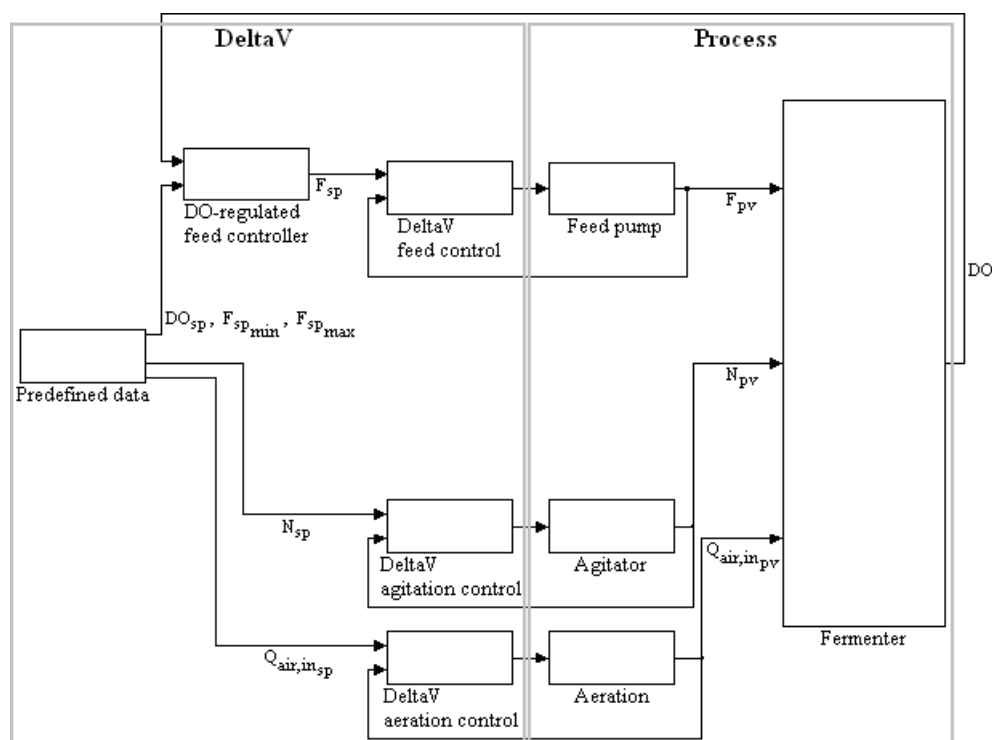 DeltaV
Process
F_sp
DO-regulated
feed controller
DeltaV
feed control
Feed pump
F_pv
DO
DO_sp, F_sp_min, F_sp_max
Predefined data
N_pv
N_sp
DeltaV
agitation control
Agitator
Q_air,in_pv
Fermenter
Q_air,in_sp
DeltaV
aeration control
Aeration